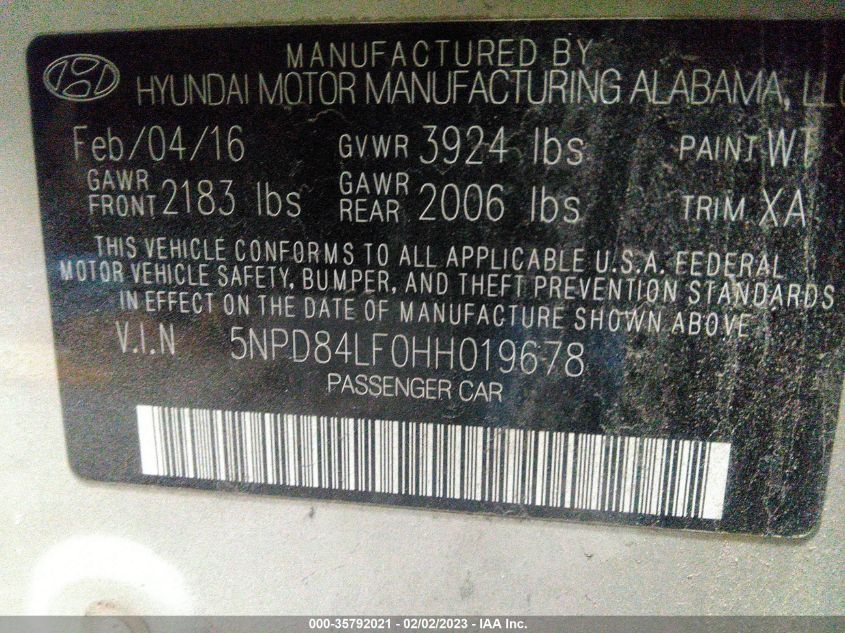 MANUFACTURED BY
HYUNDAI MOTOR MANUFACTURING ALABAMA, LLC
Feb/04/16 GVWR 3924 lbs PAINT WT
GAWR FRONT 2183 lbs GAWR REAR 2006 lbs TRIM XA
THIS VEHICLE CONFORMS TO ALL APPLICABLE U.S.A. FEDERAL
MOTOR VEHICLE SAFETY, BUMPER, AND THEFT PREVENTION STANDARDS
IN EFFECT ON THE DATE OF MANUFACTURE SHOWN ABOVE
V.I.N 5NPD84LF0HH019678
PASSENGER CAR
000-35792021 - 02/02/2023 - © IAA Inc.